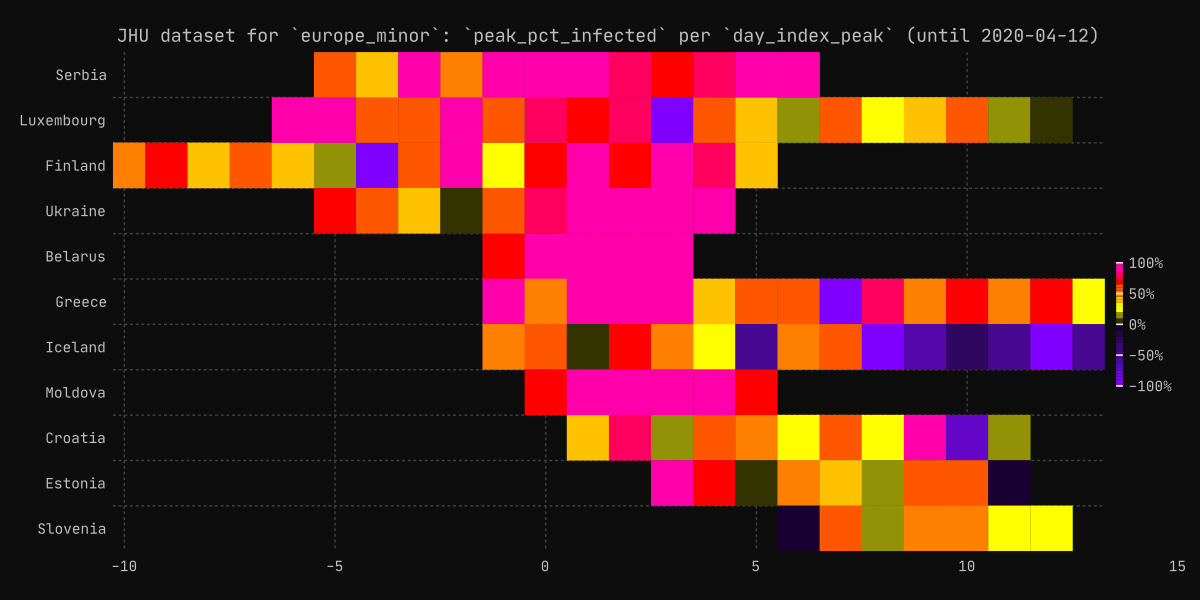 JHU dataset for `europe_minor`: `peak_pct_infected` per `day_index_peak` (until 2020-04-12)
Serbia
Luxembourg
Finland
Ukraine
Belarus
Greece
Iceland
Moldova
Croatia
Estonia
Slovenia
100%
50%
0%
−50%
−100%
−10 −5 0 5 10 15